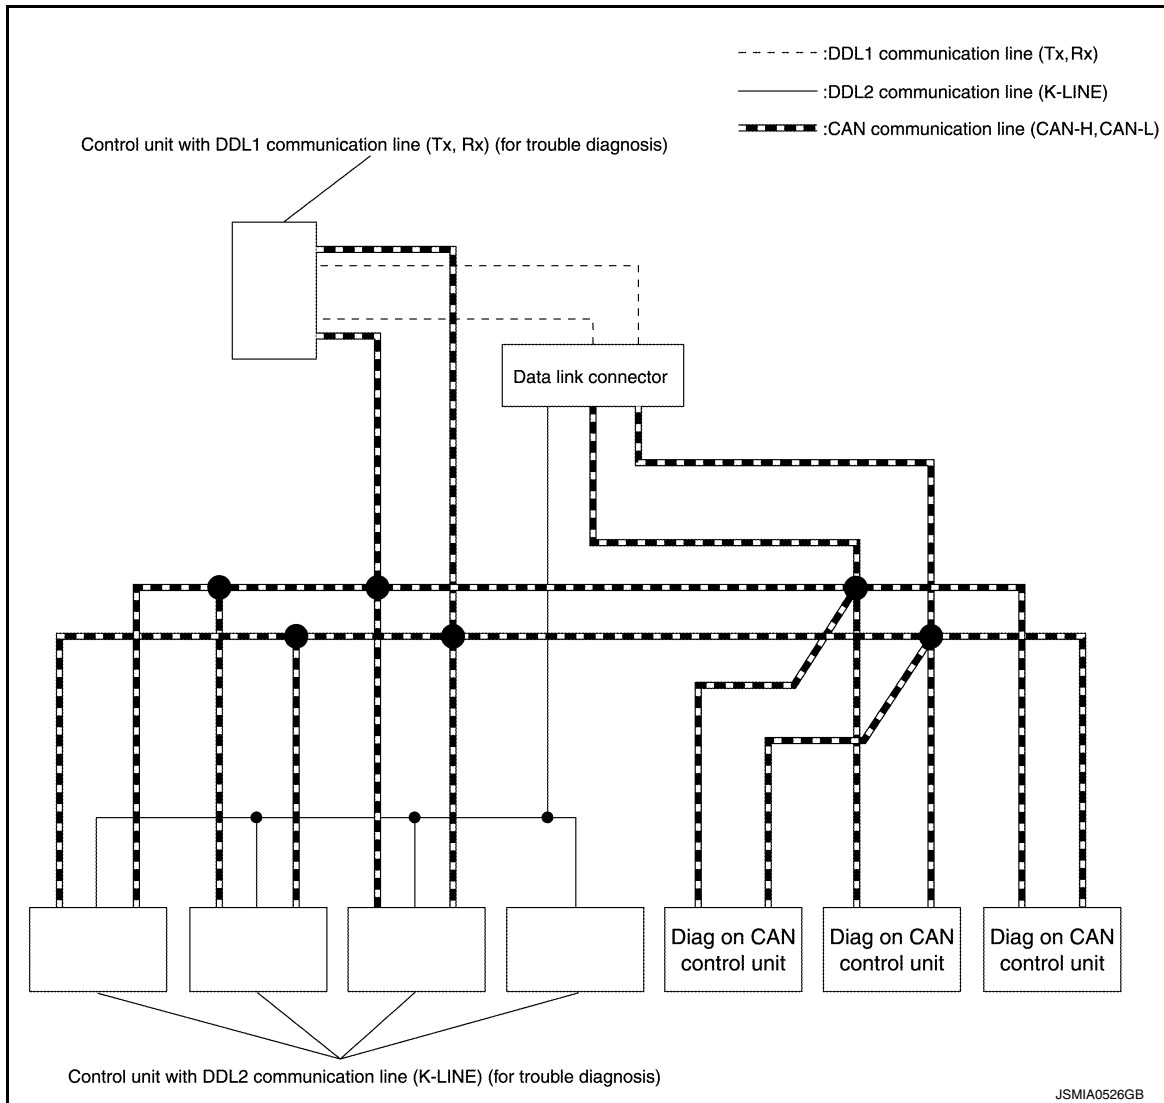 :DDL1 communication line (Tx,Rx)
:DDL2 communication line (K-LINE)
:CAN communication line (CAN-H,CAN-L)
Control unit with DDL1 communication line (Tx, Rx) (for trouble diagnosis)
Data link connector
Diag on CAN
control unit
Diag on CAN
control unit
Diag on CAN
control unit
Control unit with DDL2 communication line (K-LINE) (for trouble diagnosis)
JSMIA0526GB